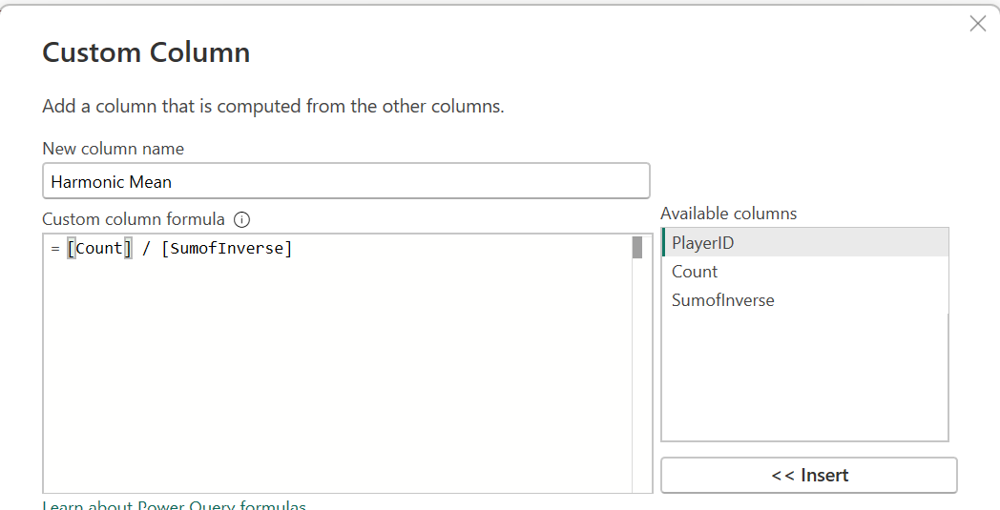 Custom Column
Add a column that is computed from the other columns.
New column name
Harmonic Mean
Custom column formula
= [Count] / [SumofInverse]
Available columns
PlayerID
Count
SumofInverse
<< Insert
Learn about Power Query formulas